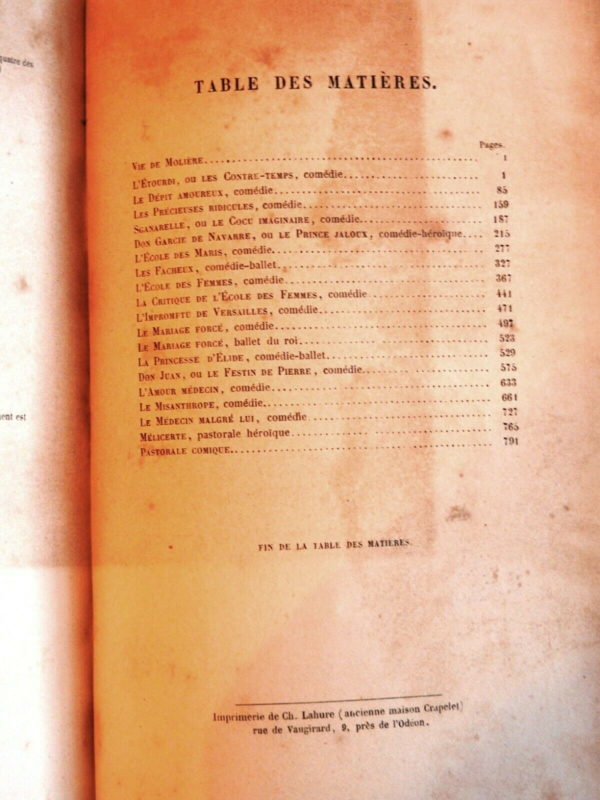 quatre dés
TABLE DES MATIÈRES.
Pages.
VIE DE MOLIÈRE 1
L'ÉTOURDI, OU LES CONTRE-TEMPS, comédie 1
LE DÉPIT AMOUREUX, comédie 85
LES PRÉCIEUSES RIDICULES, comédie 159
SGANARELLE, OU LE COCU IMAGINAIRE, comédie 187
DON GARCIE DE NAVARRE, OU LE PRINCE JALOUX, comédie-héroïque 215
L'ÉCOLE DES MARIS, comédie 277
LES FACHEUX, comédie-ballet 327
L'ÉCOLE DES FEMMES, comédie 367
LA CRITIQUE DE L'ÉCOLE DES FEMMES, comédie 441
L'IMPROMPTU DE VERSAILLES, comédie 471
LE MARIAGE FORCÉ, comédie 497
LE MARIAGE FORCÉ, ballet du roi 523
LA PRINCESSE D'ÉLIDE, comédie-ballet 529
DON JUAN, OU LE FESTIN DE PIERRE, comédie 575
L'AMOUR MÉDECIN, comédie 633
LE MISANTHROPE, comédie 661
LE MÉDECIN MALGRÉ LUI, comédie 727
MÉLICERTE, pastorale héroïque 765
PASTORALE COMIQUE 791
est
FIN DE LA TABLE DES MATIÈRES.
Imprimerie de Ch. Lahure (ancienne maison Crapelet)
rue de Vaugirard, 9, près de l'Odéon.